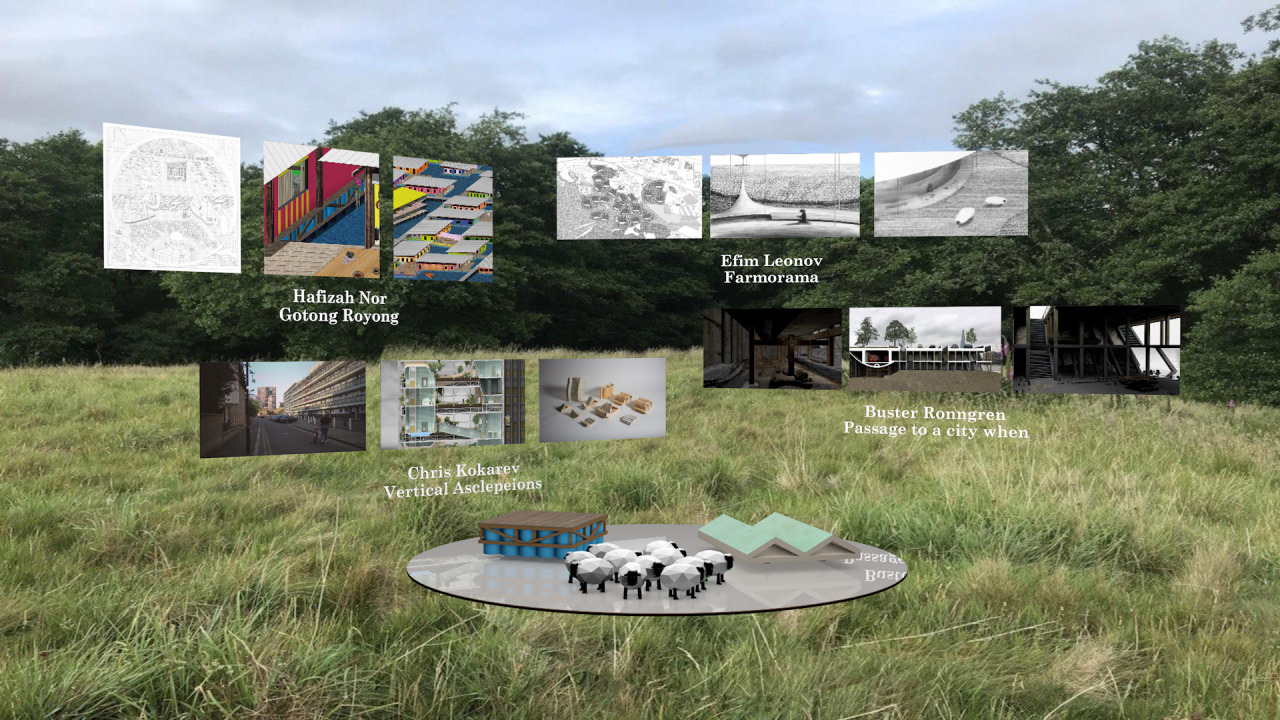 Hafizah Nor
Gotong Royong
Efim Leonov
Farmorama
Chris Kokarev
Vertical Asclepeions
Buster Ronngren
Passage to a city when